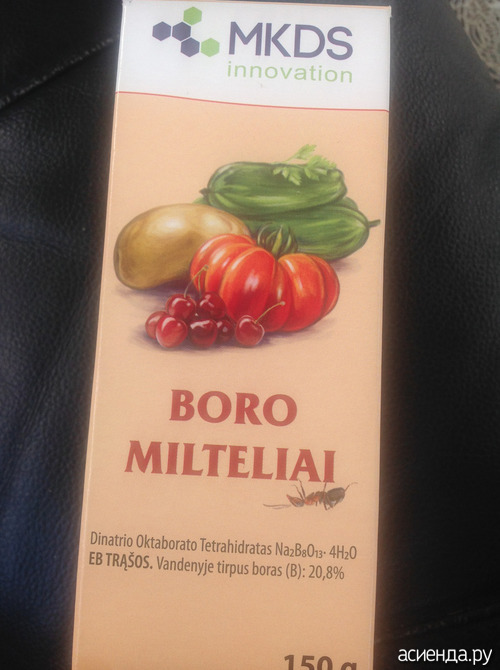 MKDS
innovation
BORO
MILTELIAI
Dinatrio Oktaborato Tetrahidratas Na₂B₈O₁₃· 4H₂O
EB TRĄŠOS. Vandenyje tirpus boras (B): 20,8%
150 g
асиенда.ру